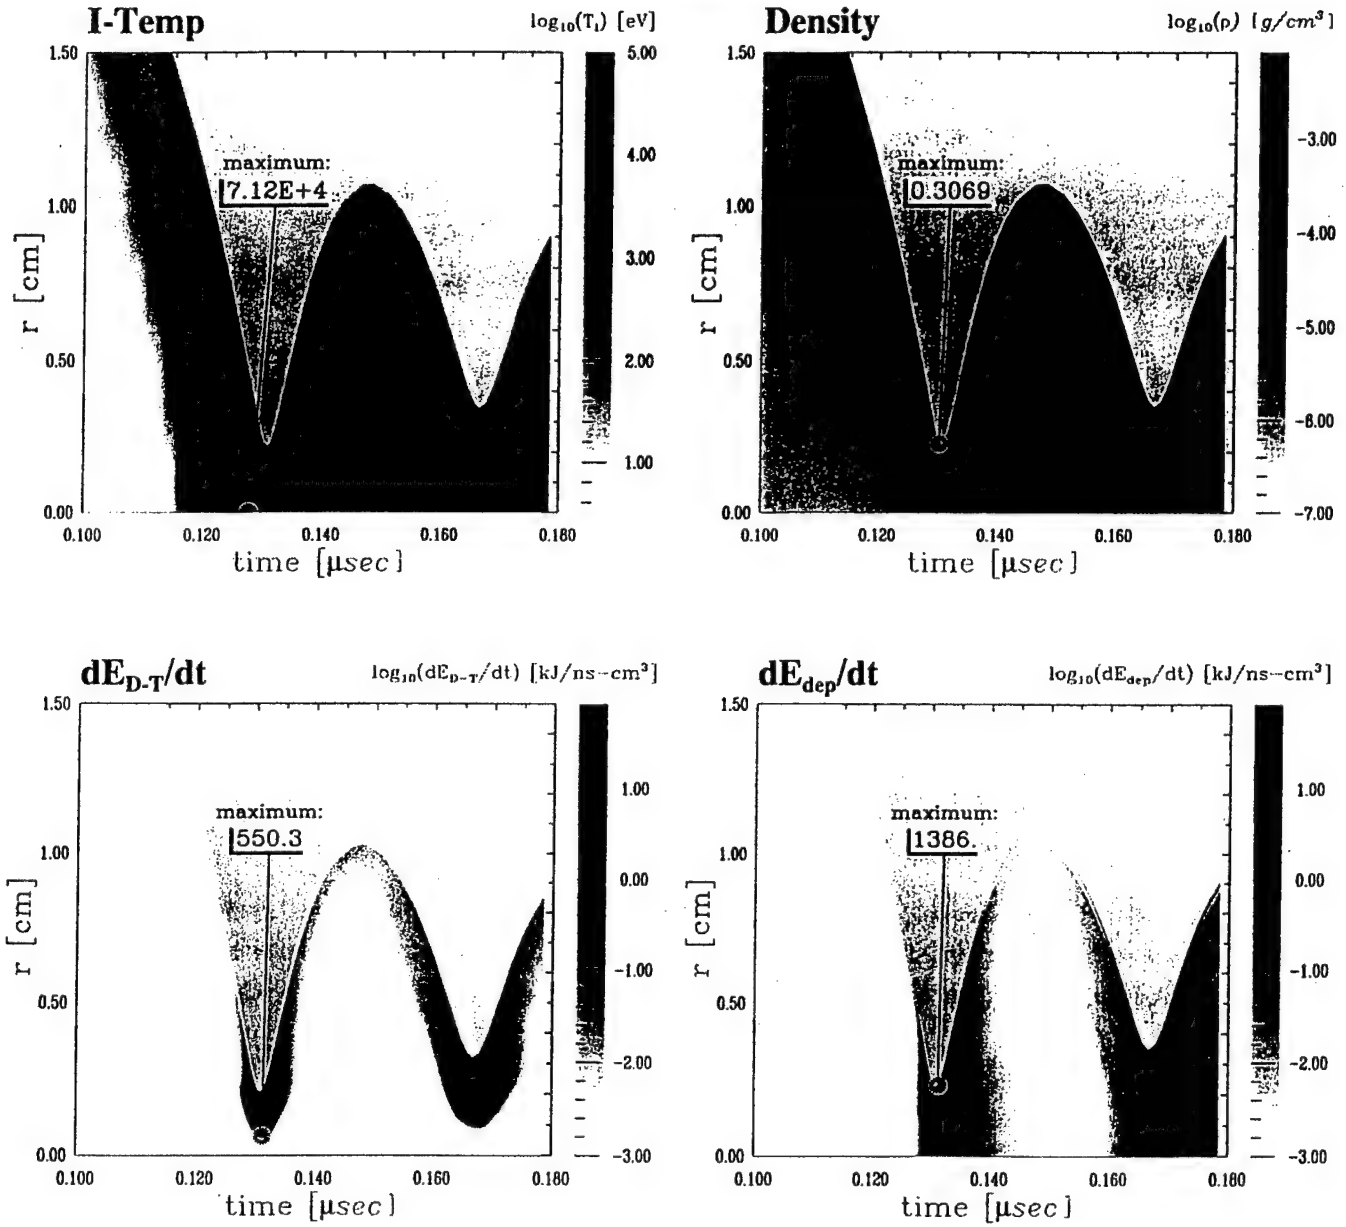 I-Temp
log₁₀(Tᵢ) [eV]
1.50
1.00
0.50
0.00
r [cm]
maximum:
7.12E+4
0.100
0.120
0.140
0.160
0.180
time [μsec]
5.00
4.00
3.00
2.00
1.00
Density
log₁₀(ρ) [g/cm³]
1.50
1.00
0.50
0.00
r [cm]
maximum:
0.3069
0.100
0.120
0.140
0.160
0.180
time [μsec]
-3.00
-4.00
-5.00
-6.00
-7.00
dE_D-T/dt
log₁₀(dE_D-T/dt) [kJ/ns-cm³]
1.50
1.00
0.50
0.00
r [cm]
maximum:
550.3
0.100
0.120
0.140
0.160
0.180
time [μsec]
1.00
0.00
-1.00
-2.00
-3.00
dE_dep/dt
log₁₀(dE_dep/dt) [kJ/ns-cm³]
1.50
1.00
0.50
0.00
r [cm]
maximum:
1386.
0.100
0.120
0.140
0.160
0.180
time [μsec]
1.00
0.00
-1.00
-2.00
-3.00